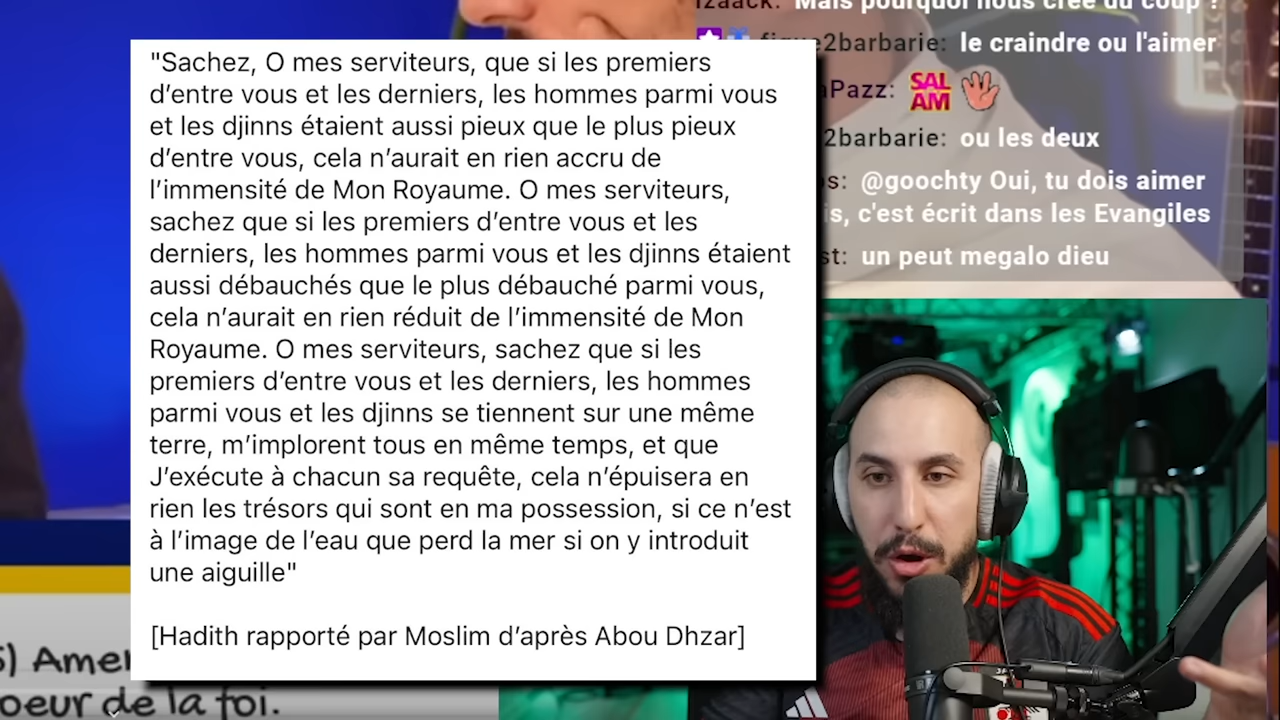 "Sachez, O mes serviteurs, que si les premiers
d’entre vous et les derniers, les hommes parmi vous
et les djinns étaient aussi pieux que le plus pieux
d’entre vous, cela n’aurait en rien accru de
l’immensité de Mon Royaume. O mes serviteurs,
sachez que si les premiers d’entre vous et les
derniers, les hommes parmi vous et les djinns étaient
aussi débauchés que le plus débauché parmi vous,
cela n’aurait en rien réduit de l’immensité de Mon
Royaume. O mes serviteurs, sachez que si les
premiers d’entre vous et les derniers, les hommes
parmi vous et les djinns se tiennent sur une même
terre, m’implorent tous en même temps, et que
J’exécute à chacun sa requête, cela n’épuisera en
rien les trésors qui sont en ma possession, si ce n’est
à l’image de l’eau que perd la mer si on y introduit
une aiguille"
[Hadith rapporté par Moslim d’après Abou Dhzar]
Mais pourquoi nous crée du coup ?
2barbarie: le craindre ou l'aimer
Pazz: SAL AM
2barbarie: ou les deux
@goochty Oui, tu dois aimer
c'est écrit dans les Evangiles
un peut megalo dieu
de la foi.